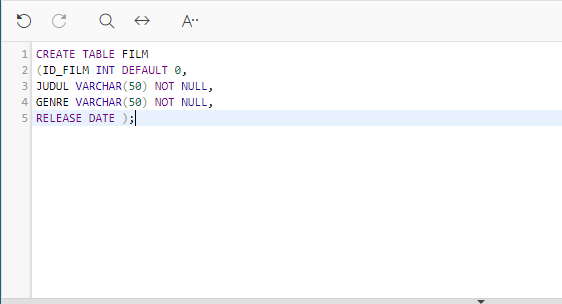 A
1 CREATE TABLE FILM
2 (ID_FILM INT DEFAULT 0,
3 JUDUL VARCHAR(50) NOT NULL,
4 GENRE VARCHAR(50) NOT NULL,
5 RELEASE DATE );